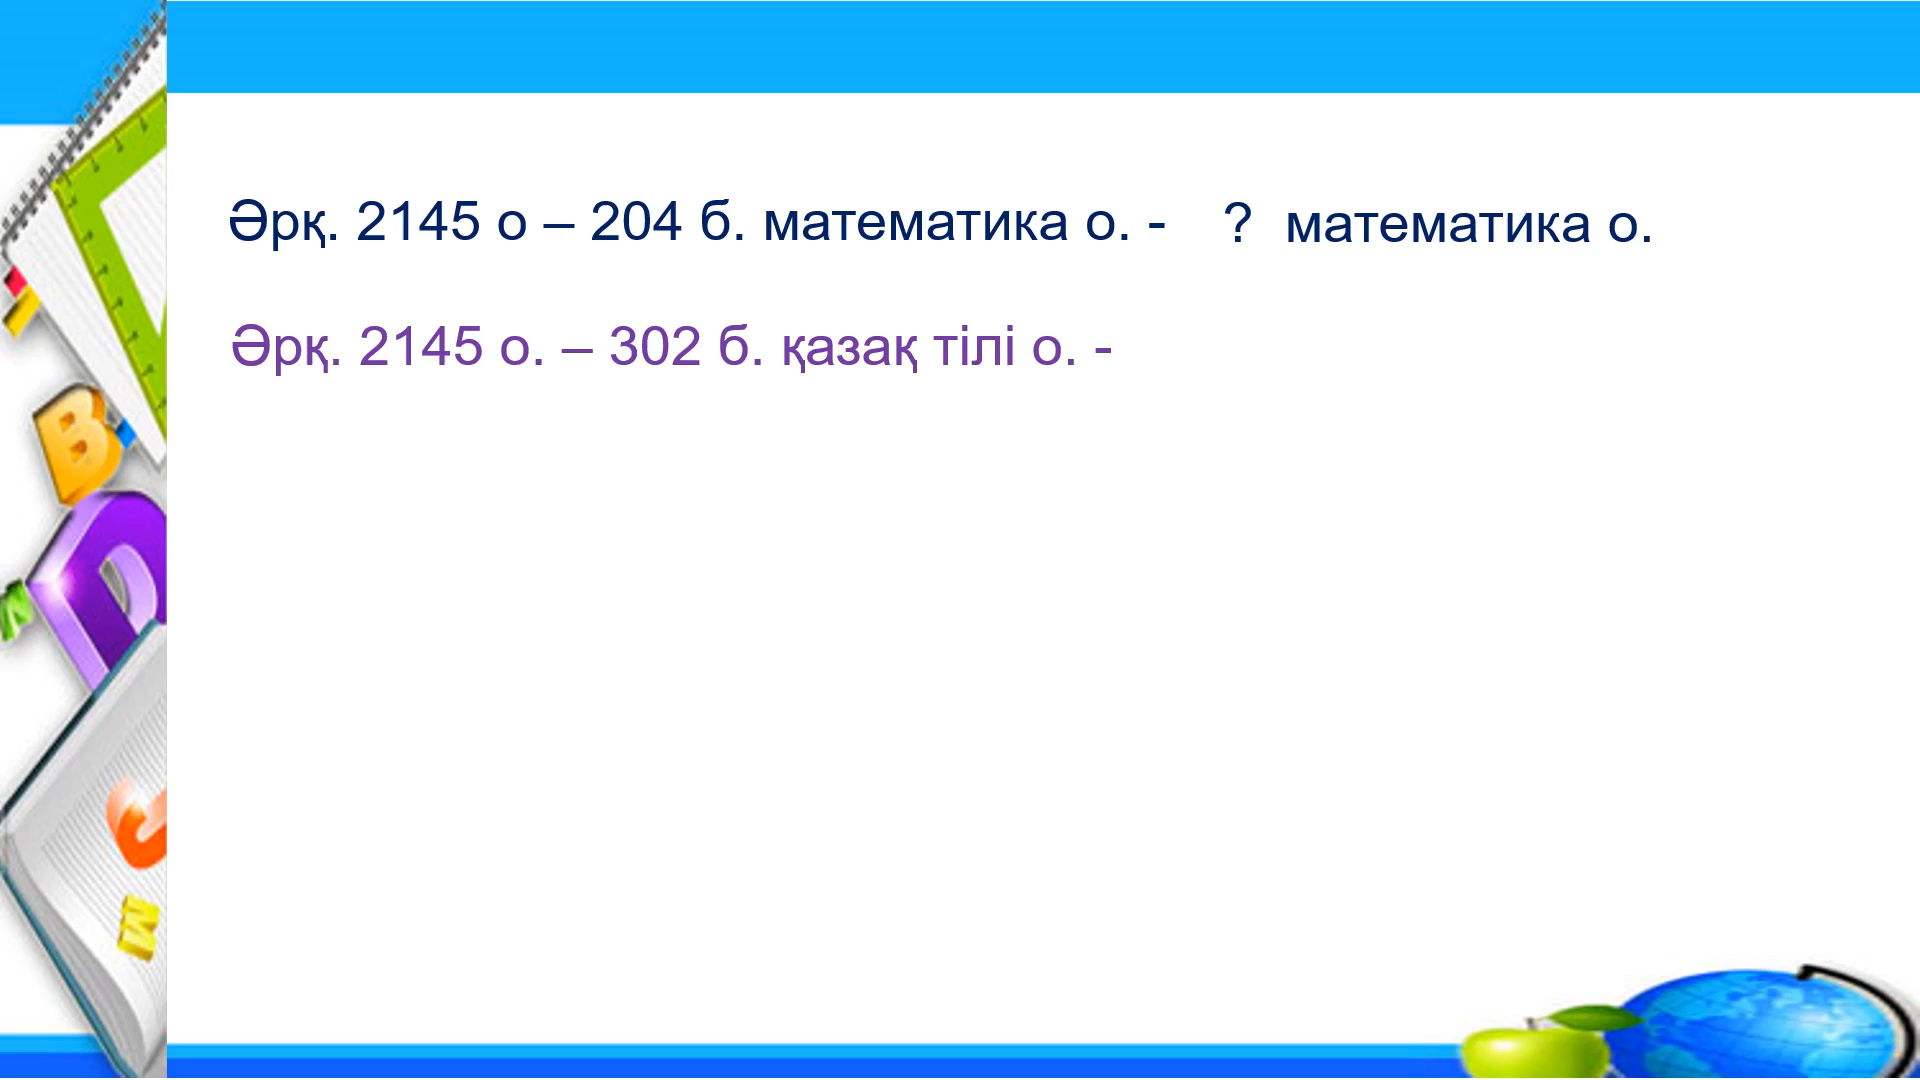 Әрқ. 2145 о – 204 б. математика о. - ? математика о.
Әрқ. 2145 о. – 302 б. қазақ тілі о. -